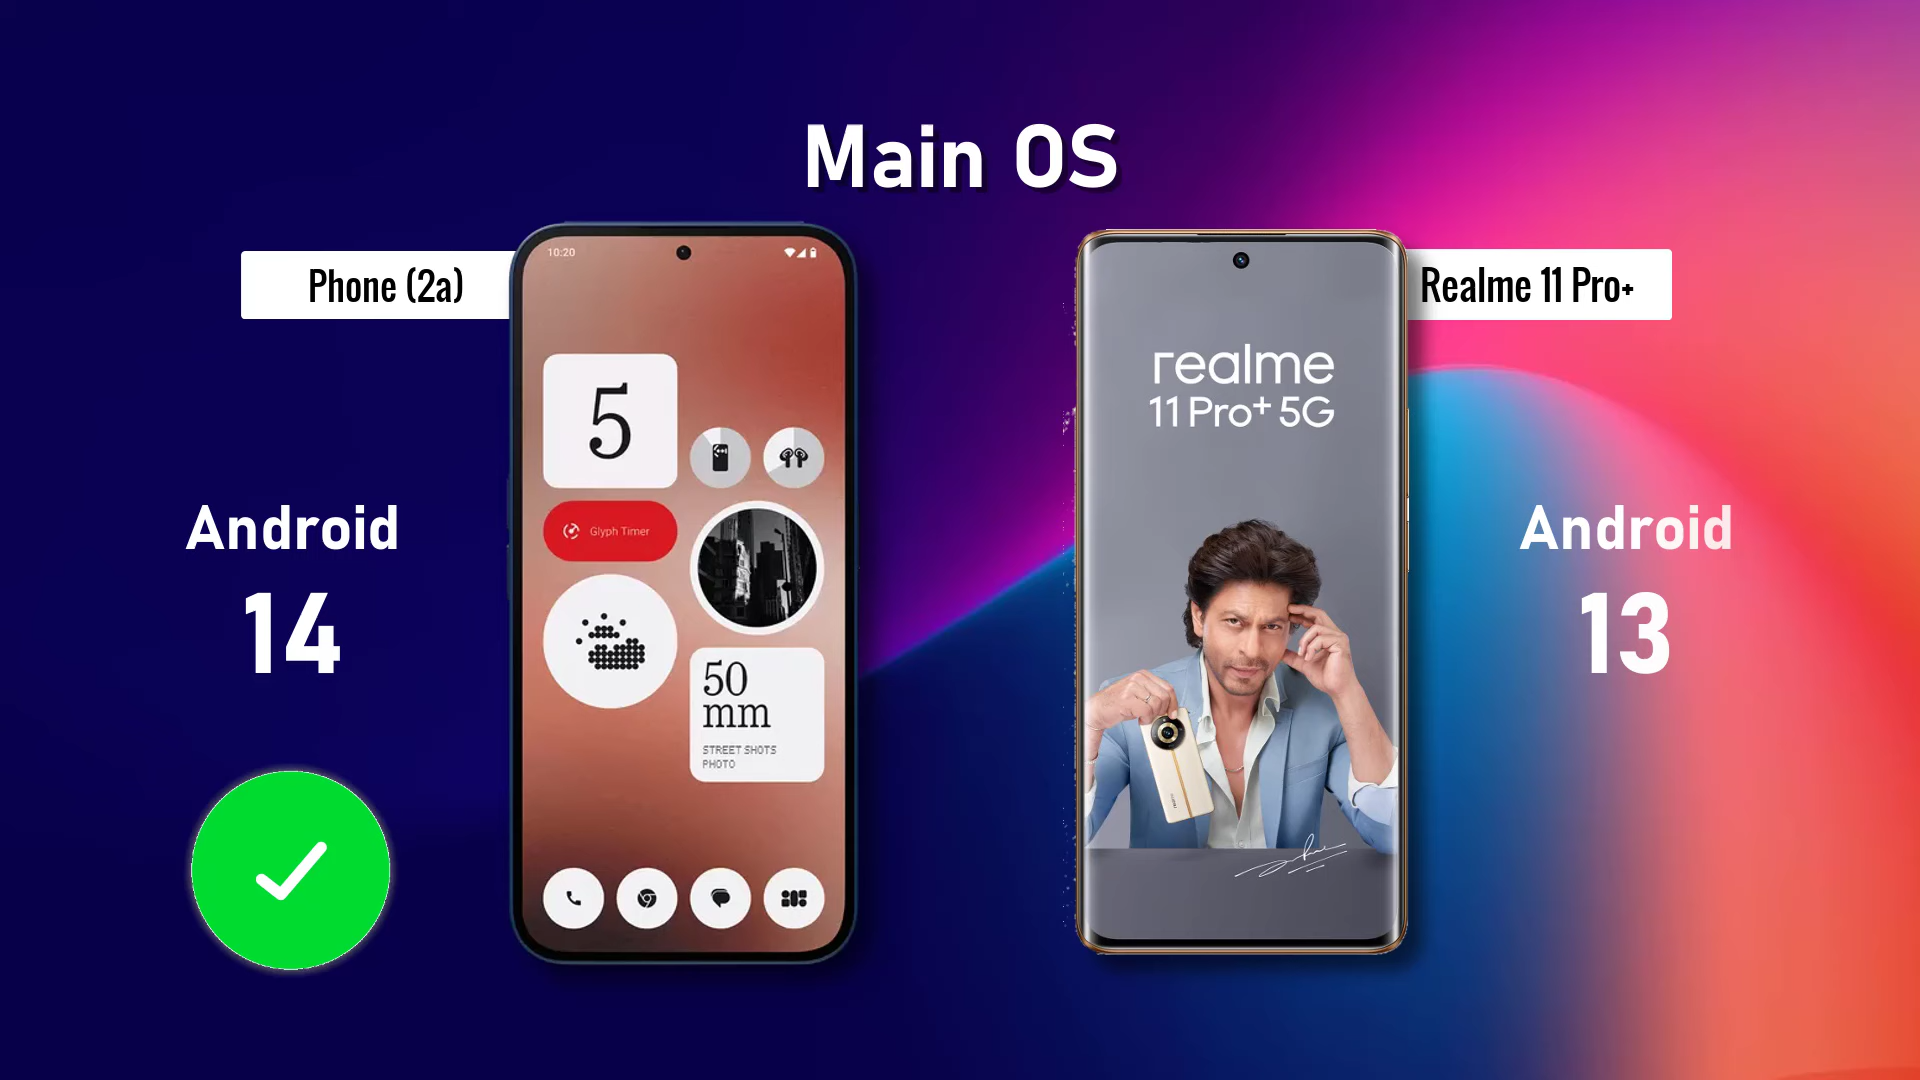 Main OS
Phone (2a)
Realme 11 Pro+
10:20
5
Glyph Timer
50
mm
STREET SHOTS
PHOTO
realme
11 Pro+ 5G
Android
14
Android
13